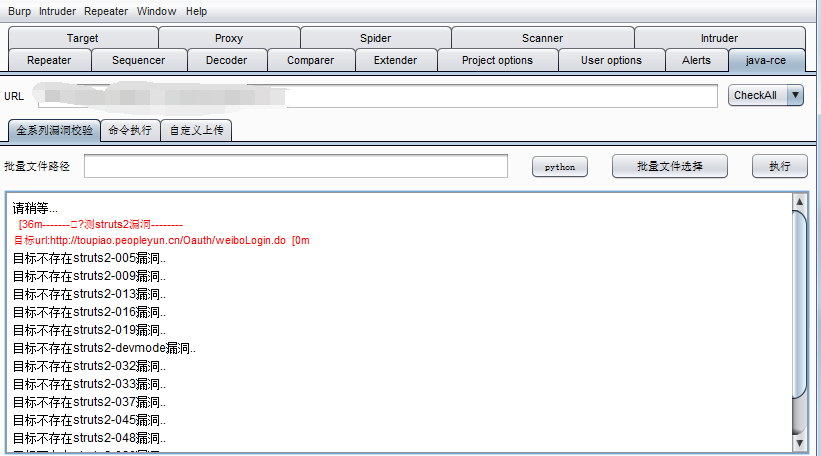 Burp Intruder Repeater Window Help
Target Proxy Spider Scanner Intruder
Repeater Sequencer Decoder Comparer Extender Project options User options Alerts java-rce
URL CheckAll
全系列漏洞校验 命令执行 自定义上传
批量文件路径 python 批量文件选择 执行
请稍等...
[36m-------�?测struts2漏洞--------
目标url:http://toupiao.peopleyun.cn/Oauth/weiboLogin.do [0m
目标不存在struts2-005漏洞..
目标不存在struts2-009漏洞..
目标不存在struts2-013漏洞..
目标不存在struts2-016漏洞..
目标不存在struts2-019漏洞..
目标不存在struts2-devmode漏洞..
目标不存在struts2-032漏洞..
目标不存在struts2-033漏洞..
目标不存在struts2-037漏洞..
目标不存在struts2-045漏洞..
目标不存在struts2-048漏洞..